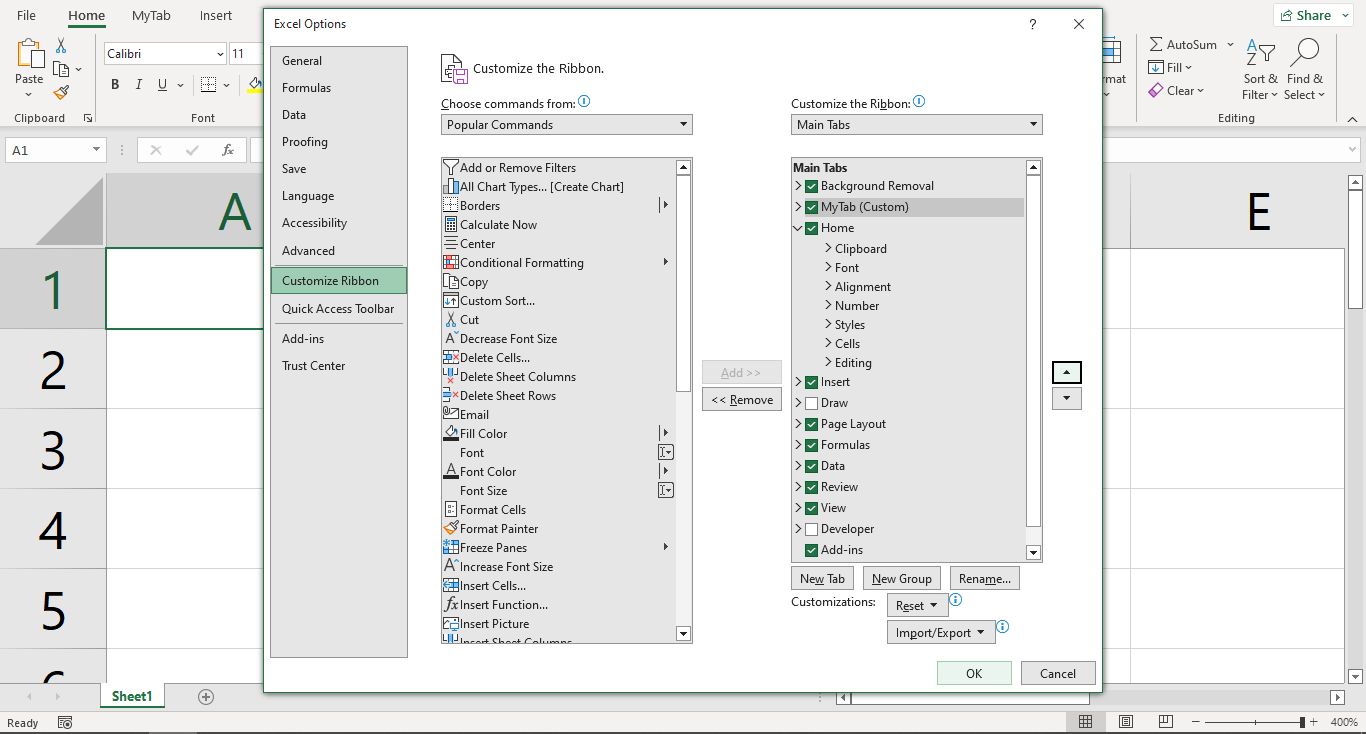 File Home MyTab Insert
Share
Paste
Clipboard
Calibri 11
B I U
Font
AutoSum
Fill
Clear
Sort & Filter
Find & Select
Editing
A1
fx
A E
1
2
3
4
5
Sheet1
Ready
400%
Excel Options
?
General
Formulas
Data
Proofing
Save
Language
Accessibility
Advanced
Customize Ribbon
Quick Access Toolbar
Add-ins
Trust Center
Customize the Ribbon.
Choose commands from:
Popular Commands
Add or Remove Filters
All Chart Types... [Create Chart]
Borders
Calculate Now
Center
Conditional Formatting
Copy
Custom Sort...
Cut
Decrease Font Size
Delete Cells...
Delete Sheet Columns
Delete Sheet Rows
Email
Fill Color
Font
Font Color
Font Size
Format Cells
Format Painter
Freeze Panes
Increase Font Size
Insert Cells...
Insert Function...
Insert Picture
Insert Sheet Columns
Add >>
<< Remove
Customize the Ribbon:
Main Tabs
Main Tabs
Background Removal
MyTab (Custom)
Home
Clipboard
Font
Alignment
Number
Styles
Cells
Editing
Insert
Draw
Page Layout
Formulas
Data
Review
View
Developer
Add-ins
New Tab New Group Rename...
Customizations: Reset
Import/Export
OK Cancel